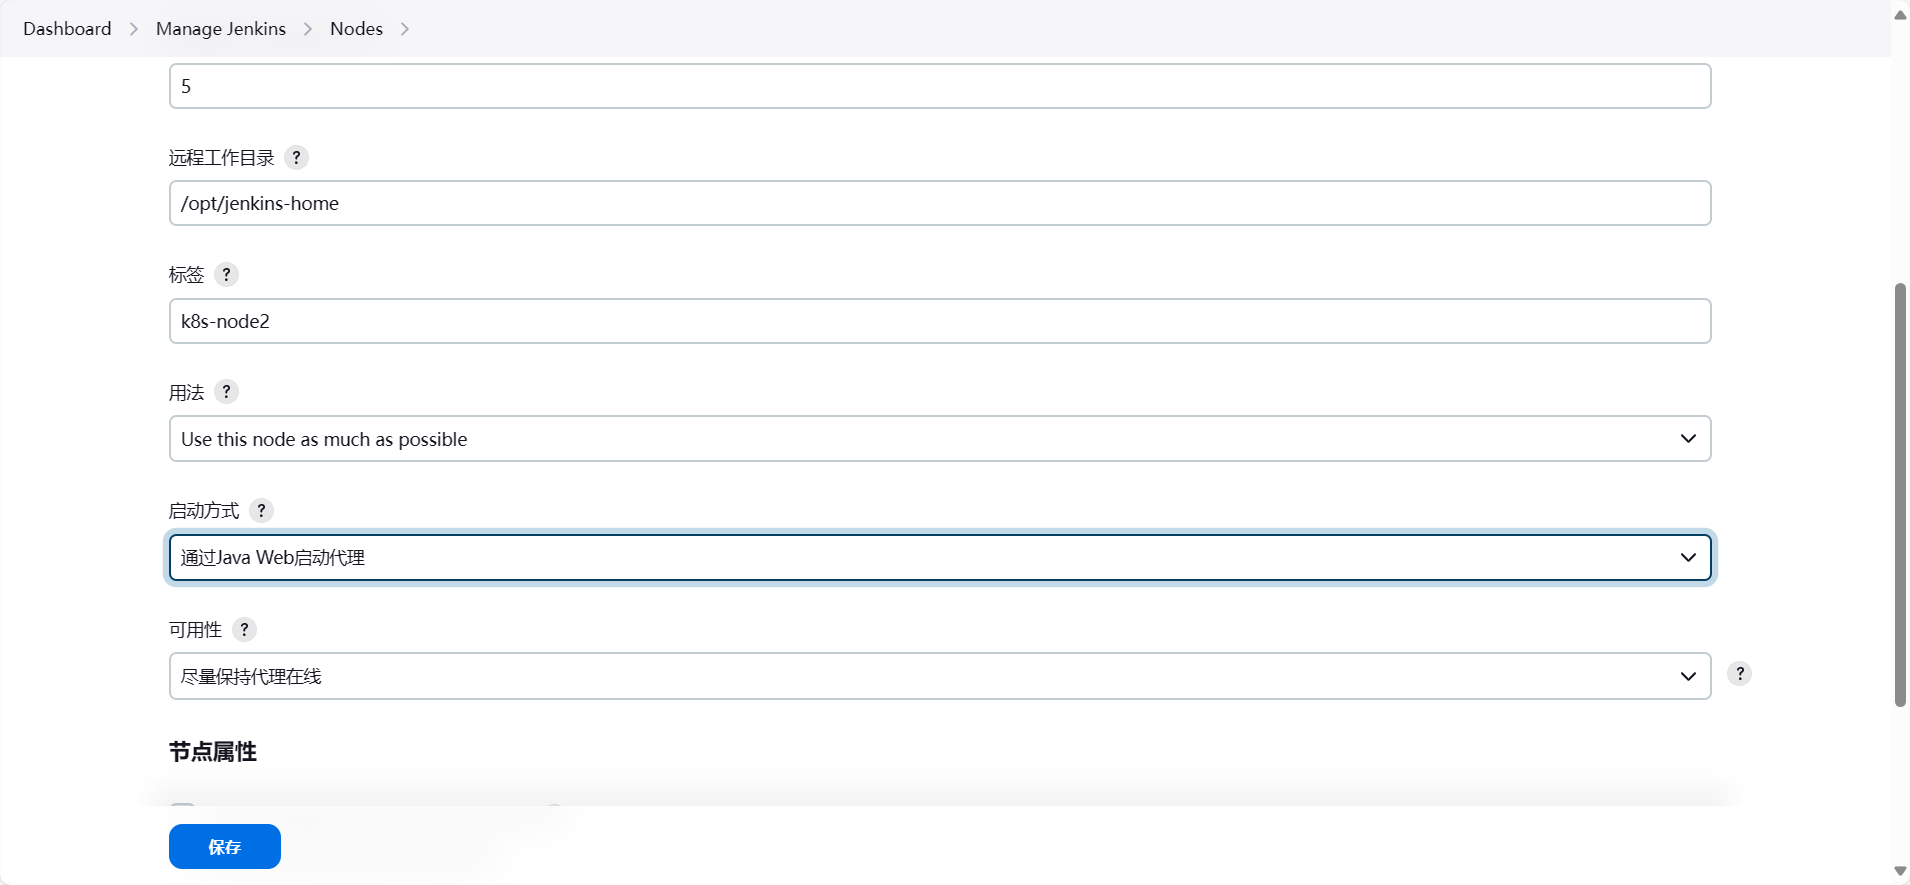 Dashboard > Manage Jenkins > Nodes >
5
远程工作目录 ?
/opt/jenkins-home
标签 ?
k8s-node2
用法 ?
Use this node as much as possible
启动方式 ?
通过Java Web启动代理
可用性 ?
尽量保持代理在线
?
节点属性
保存